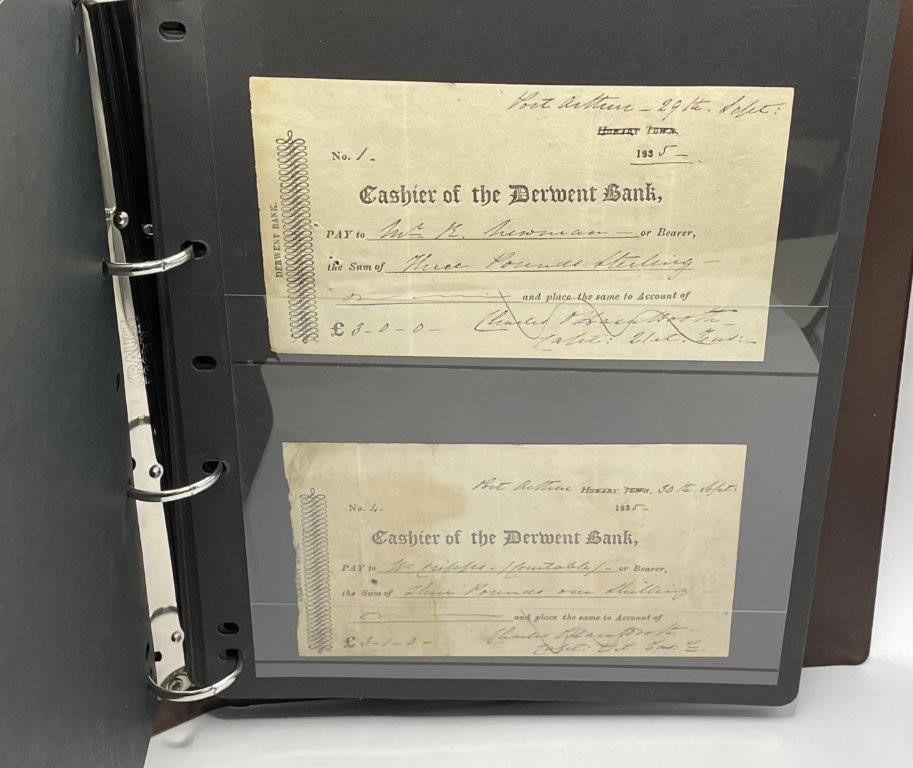 Port Arthur - 29th. Sept:
Hobart Town,
No. 1 - 1835 -
Cashier of the Derwent Bank,
PAY to Mr. R. Newman - or Bearer,
the Sum of Three Pounds Sterling -
and place the same to Account of
£ 3-0-0- Charles O'Hara Booth -
Capt: 21st. Fus: -
DERWENT BANK.
Port Arthur Hobart Town, 30th Sept:
No. 4 - 1835 -
Cashier of the Derwent Bank,
PAY to Wm. Cripps - (Constable) - or Bearer,
the Sum of Three Pounds one Shilling -
and place the same to Account of
£ 3-1-0- Charles O'Hara Booth
Capt: 21st. Fus:
KRAUSE